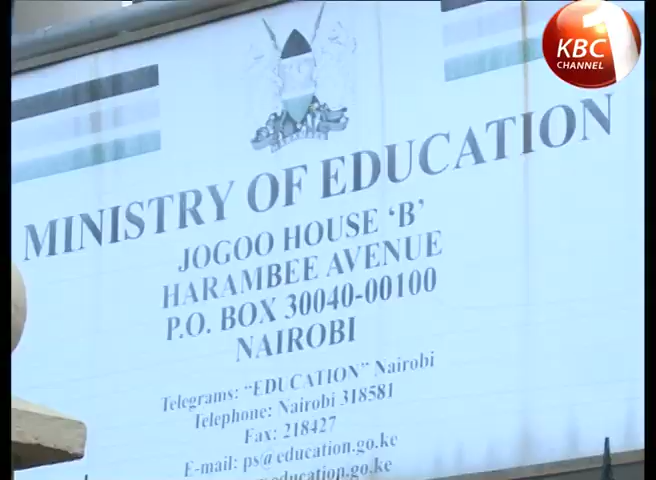 KBC 1
CHANNEL
MINISTRY OF EDUCATION
JOGOO HOUSE 'B'
HARAMBEE AVENUE
P.O. BOX 30040-00100
NAIROBI
Telegrams: "EDUCATION" Nairobi
Telephone: Nairobi 318581
Fax: 218427
E-mail: ps@education.go.ke
education.go.ke